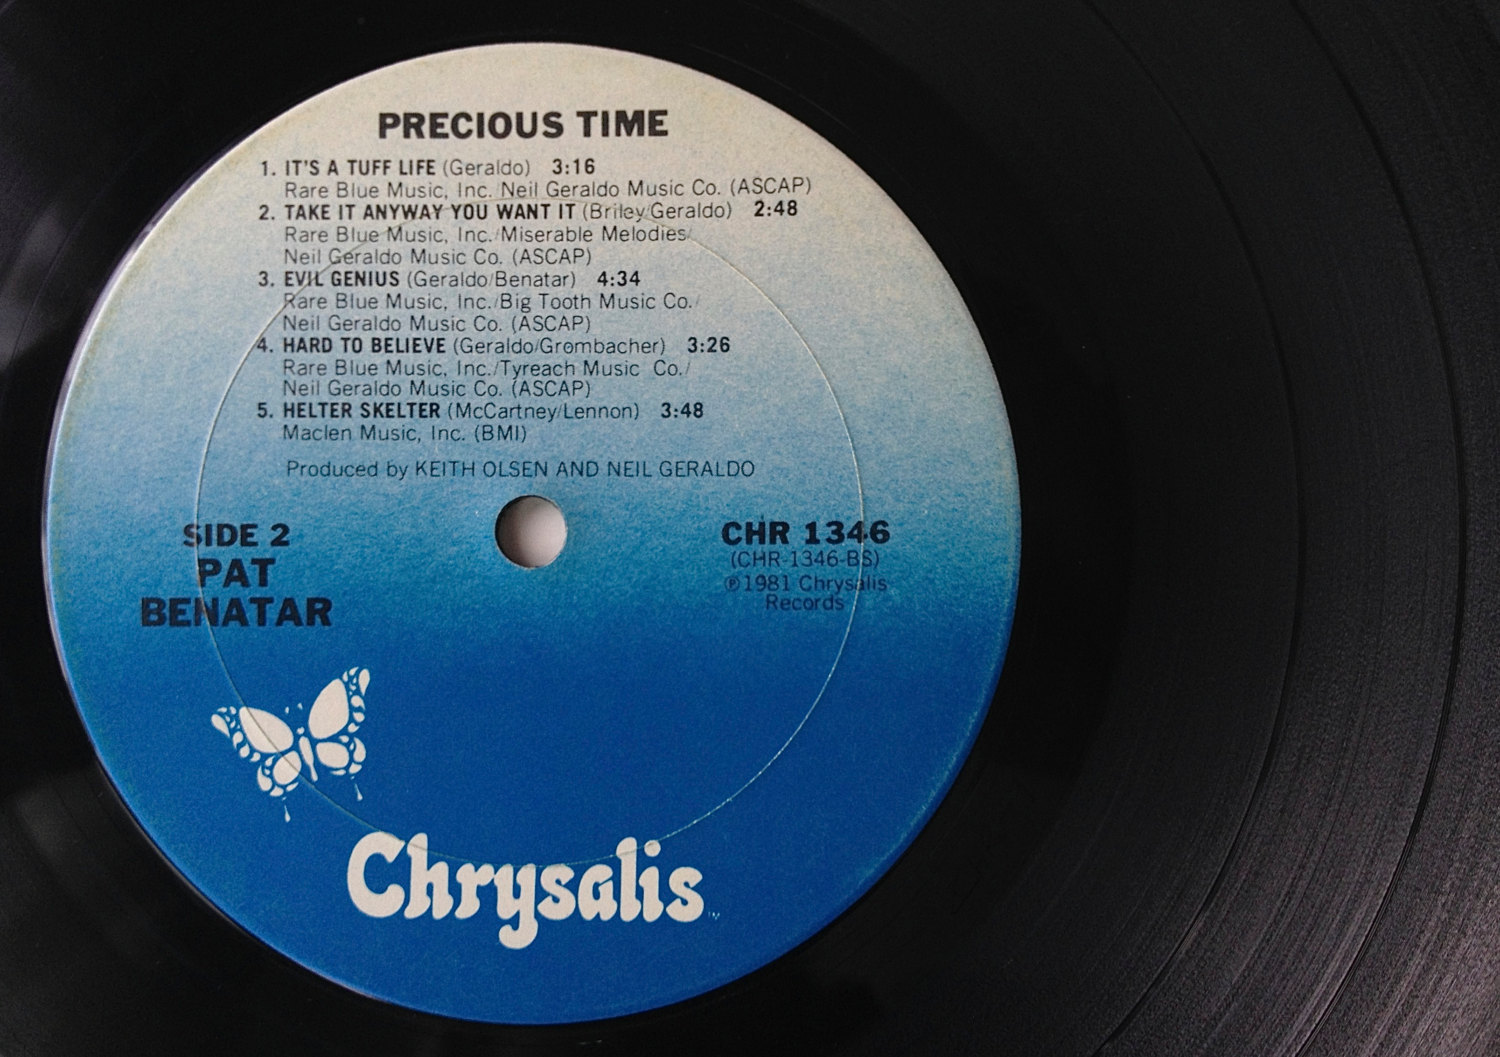 PRECIOUS TIME
1. IT'S A TUFF LIFE (Geraldo) 3:16
Rare Blue Music, Inc./Neil Geraldo Music Co. (ASCAP)
2. TAKE IT ANYWAY YOU WANT IT (Briley/Geraldo) 2:48
Rare Blue Music, Inc./Miserable Melodies/
Neil Geraldo Music Co. (ASCAP)
3. EVIL GENIUS (Geraldo/Benatar) 4:34
Rare Blue Music, Inc./Big Tooth Music Co./
Neil Geraldo Music Co. (ASCAP)
4. HARD TO BELIEVE (Geraldo/Grombacher) 3:26
Rare Blue Music, Inc./Tyreach Music Co./
Neil Geraldo Music Co. (ASCAP)
5. HELTER SKELTER (McCartney/Lennon) 3:48
Maclen Music, Inc. (BMI)
Produced by KEITH OLSEN AND NEIL GERALDO
SIDE 2
PAT
BENATAR
CHR 1346
(CHR-1346-BS)
℗1981 Chrysalis
Records
Chrysalis™